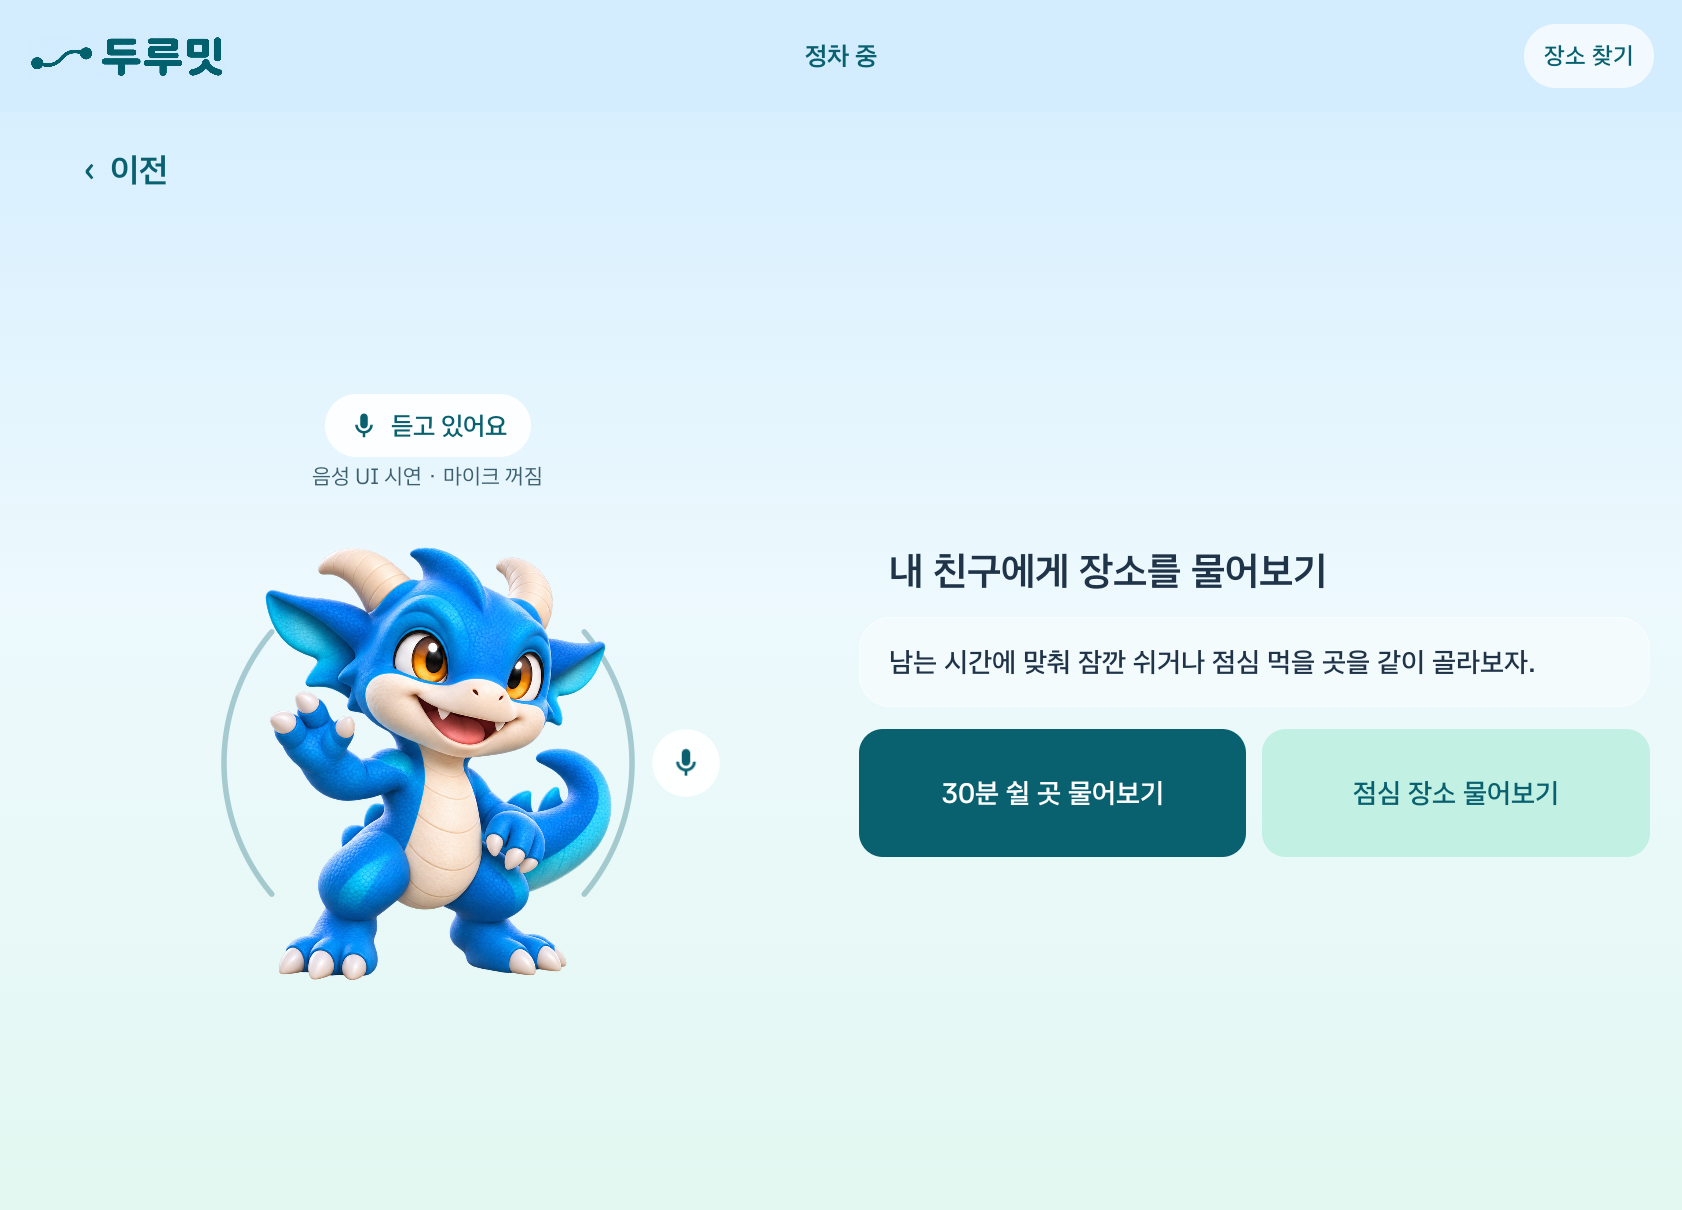 두루밋
정차 중
장소 찾기
이전
듣고 있어요
음성 UI 시연 · 마이크 꺼짐
내 친구에게 장소를 물어보기
남는 시간에 맞춰 잠깐 쉬거나 점심 먹을 곳을 같이 골라보자.
30분 쉴 곳 물어보기
점심 장소 물어보기